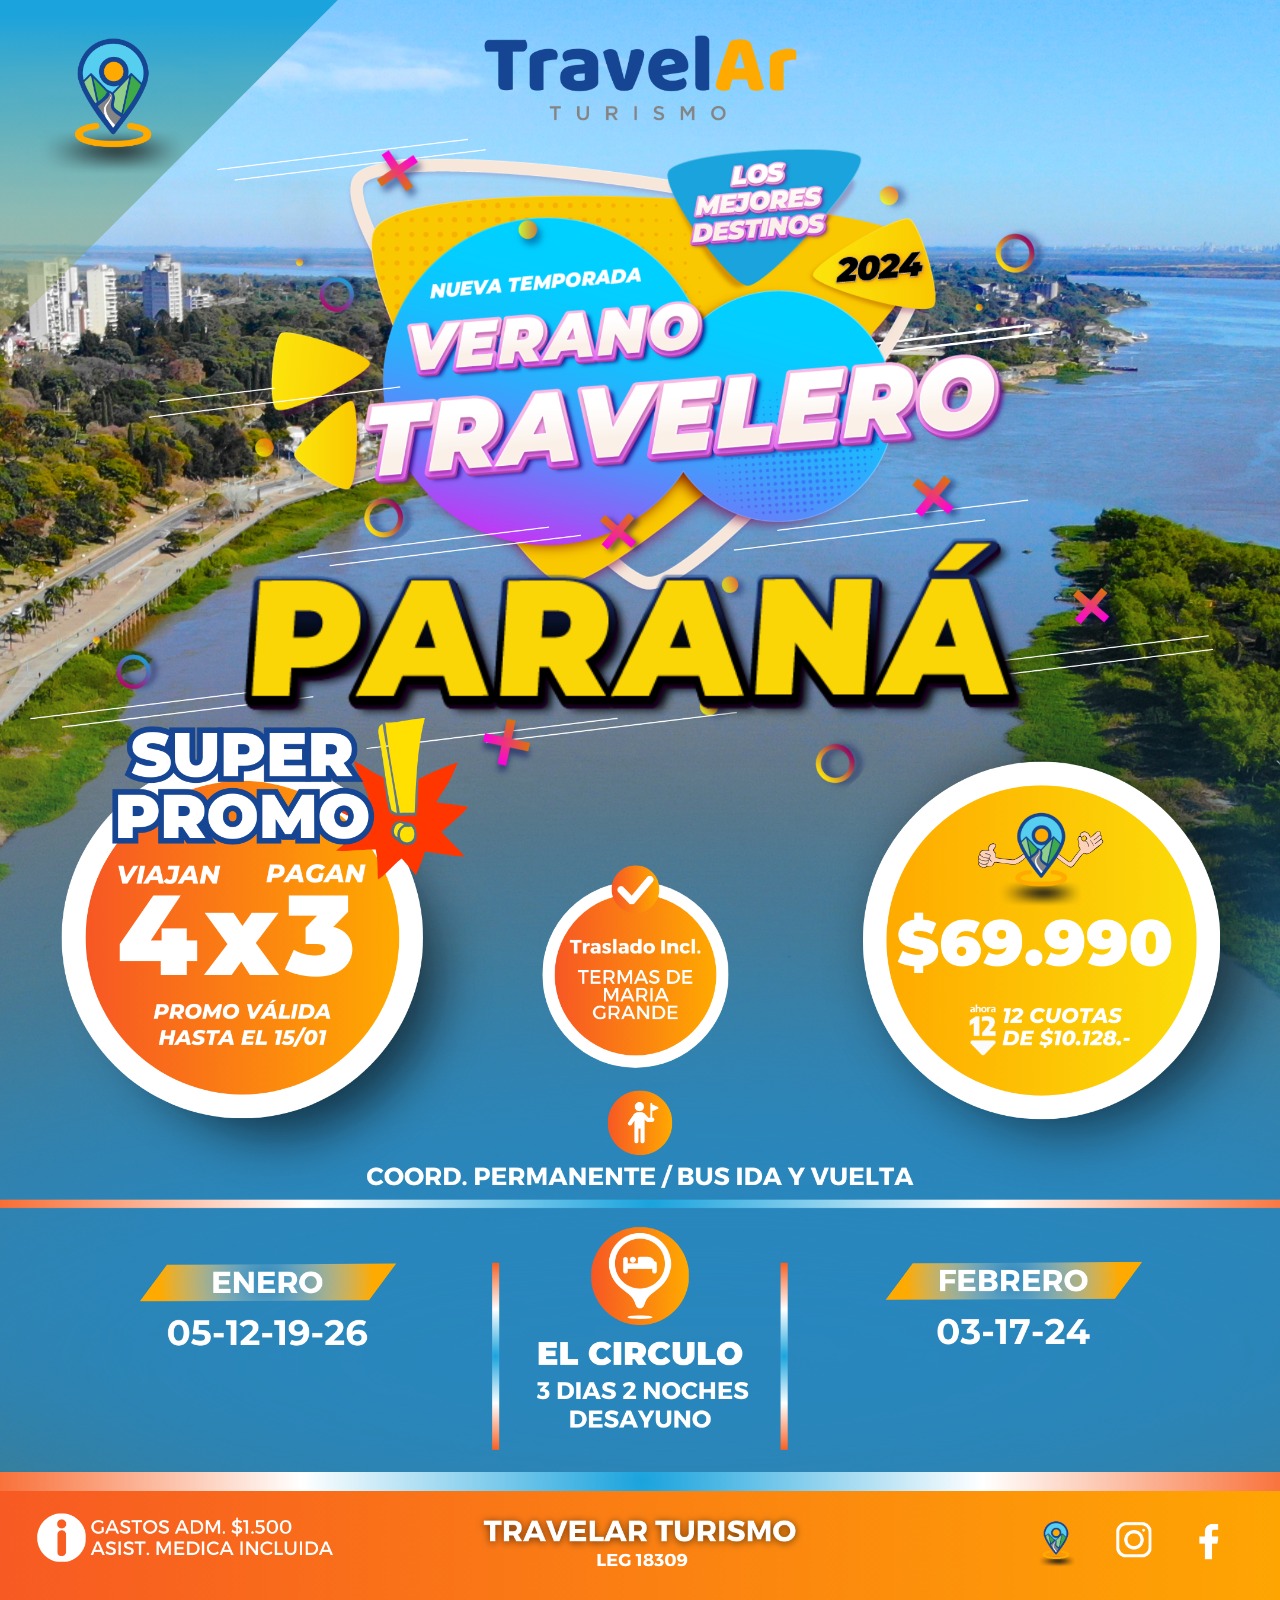 TravelAr
TURISMO
LOS
MEJORES
DESTINOS
2024
NUEVA TEMPORADA
VERANO
TRAVELERO
PARANÁ
SUPER
PROMO!
VIAJAN PAGAN
4x3
PROMO VÁLIDA
HASTA EL 15/01
Traslado Incl.
TERMAS DE
MARIA
GRANDE
$69.990
ahora
12
12 CUOTAS
DE $10.128.-
COORD. PERMANENTE / BUS IDA Y VUELTA
ENERO
05-12-19-26
EL CIRCULO
3 DIAS 2 NOCHES
DESAYUNO
FEBRERO
03-17-24
GASTOS ADM. $1.500
ASIST. MEDICA INCLUIDA
TRAVELAR TURISMO
LEG 18309